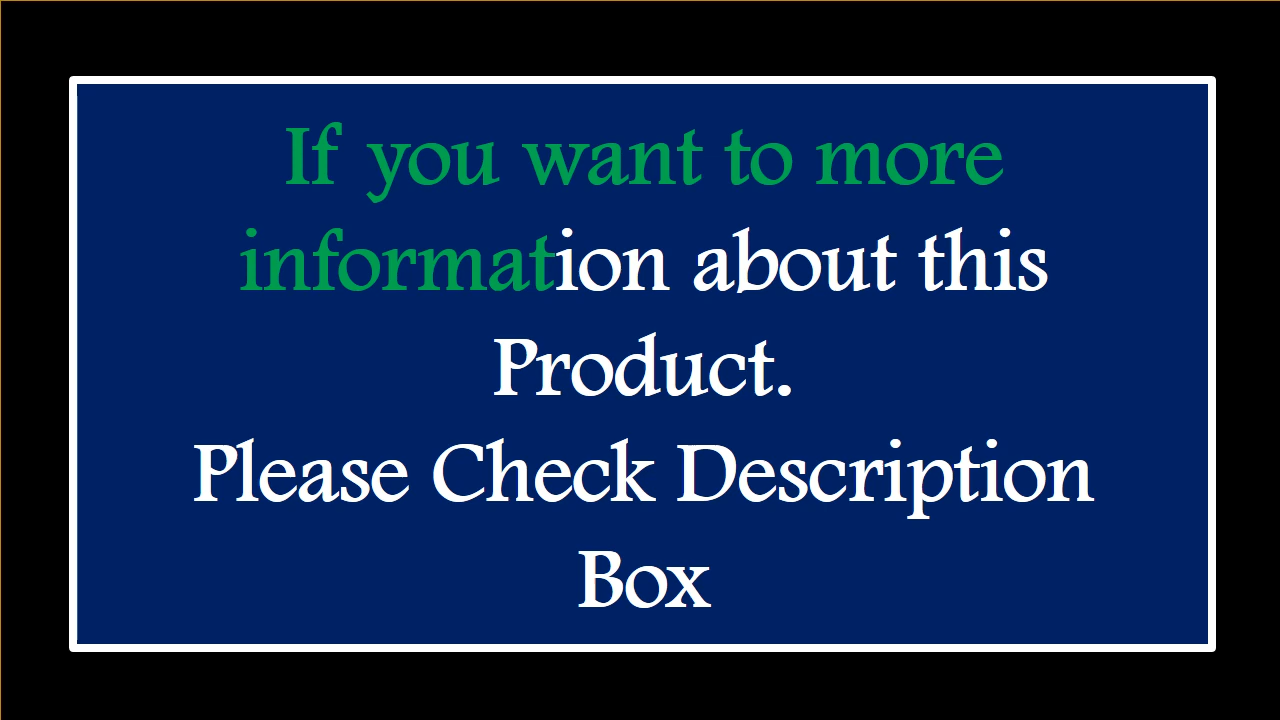 If you want to more
information about this
Product.
Please Check Description
Box